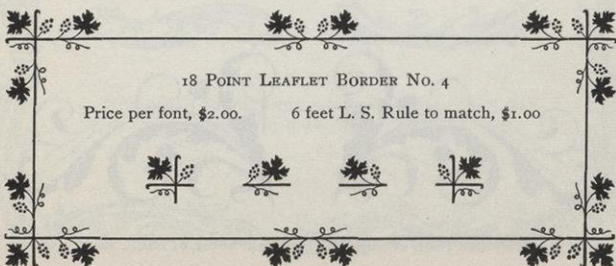 18 Point Leaflet Border No. 4
Price per font, $2.00. 6 feet L. S. Rule to match, $1.00